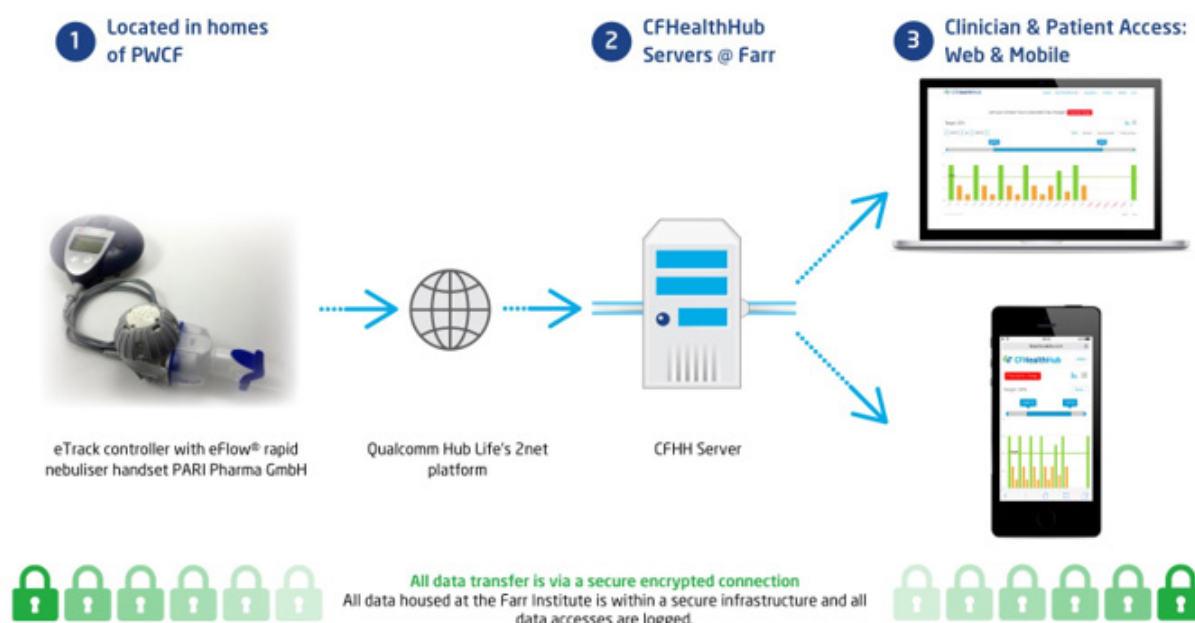 1 Located in homes
of PWCF
2 CFHealthHub
Servers @ Farr
3 Clinician & Patient Access:
Web & Mobile
CFHealthHub
CFHealthHub
eTrack controller with eFlow® rapid
nebuliser handset PARI Pharma GmbH
Qualcomm Hub Life's 2net
platform
CFHH Server
All data transfer is via a secure encrypted connection
All data housed at the Farr Institute is within a secure infrastructure and all
data accesses are logged.